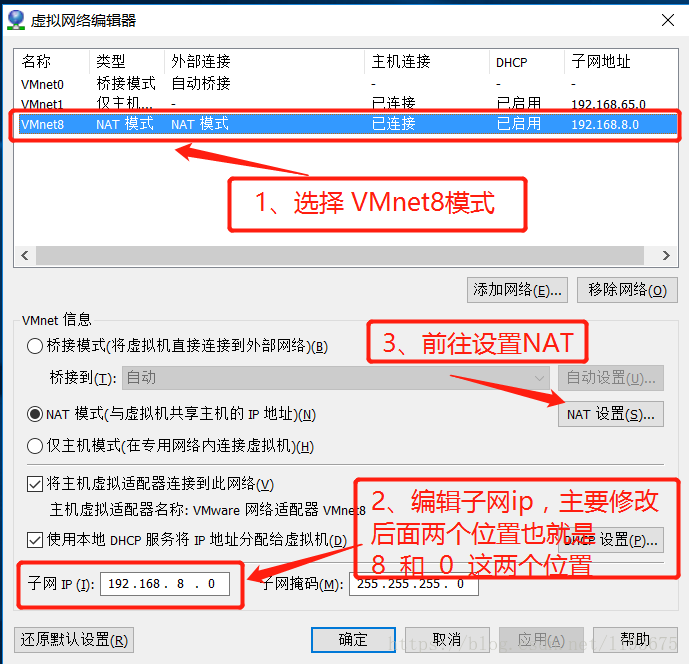 虚拟网络编辑器
名称 类型 外部连接 主机连接 DHCP 子网地址
VMnet0 桥接模式 自动桥接 - - -
VMnet1 仅主机... - 已连接 已启用 192.168.65.0
VMnet8 NAT 模式 NAT 模式 已连接 已启用 192.168.8.0
1、选择 VMnet8模式
添加网络(E)... 移除网络(O)
VMnet 信息
3、前往设置NAT
桥接模式(将虚拟机直接连接到外部网络)(B)
桥接到(T): 自动 自动设置(U)...
NAT 模式(与虚拟机共享主机的 IP 地址)(N) NAT 设置(S)...
仅主机模式(在专用网络内连接虚拟机)(H)
将主机虚拟适配器连接到此网络(V)
主机虚拟适配器名称: VMware 网络适配器 VMnet8
2、编辑子网ip，主要修改
后面两个位置也就是
8 和 0 这两个位置
使用本地 DHCP 服务将 IP 地址分配给虚拟机(D) DHCP 设置(P)...
子网 IP (I): 192 . 168 . 8 . 0 子网掩码(M): 255 . 255 . 255 . 0
还原默认设置(R) 确定 取消 应用(A) 帮助